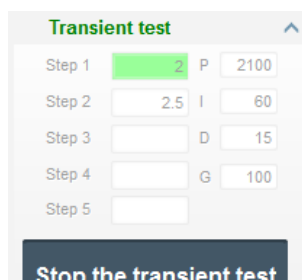 Transient test
Step 1 2 P 2100
Step 2 2.5 I 60
Step 3 D 15
Step 4 G 100
Step 5
Stop the transient test